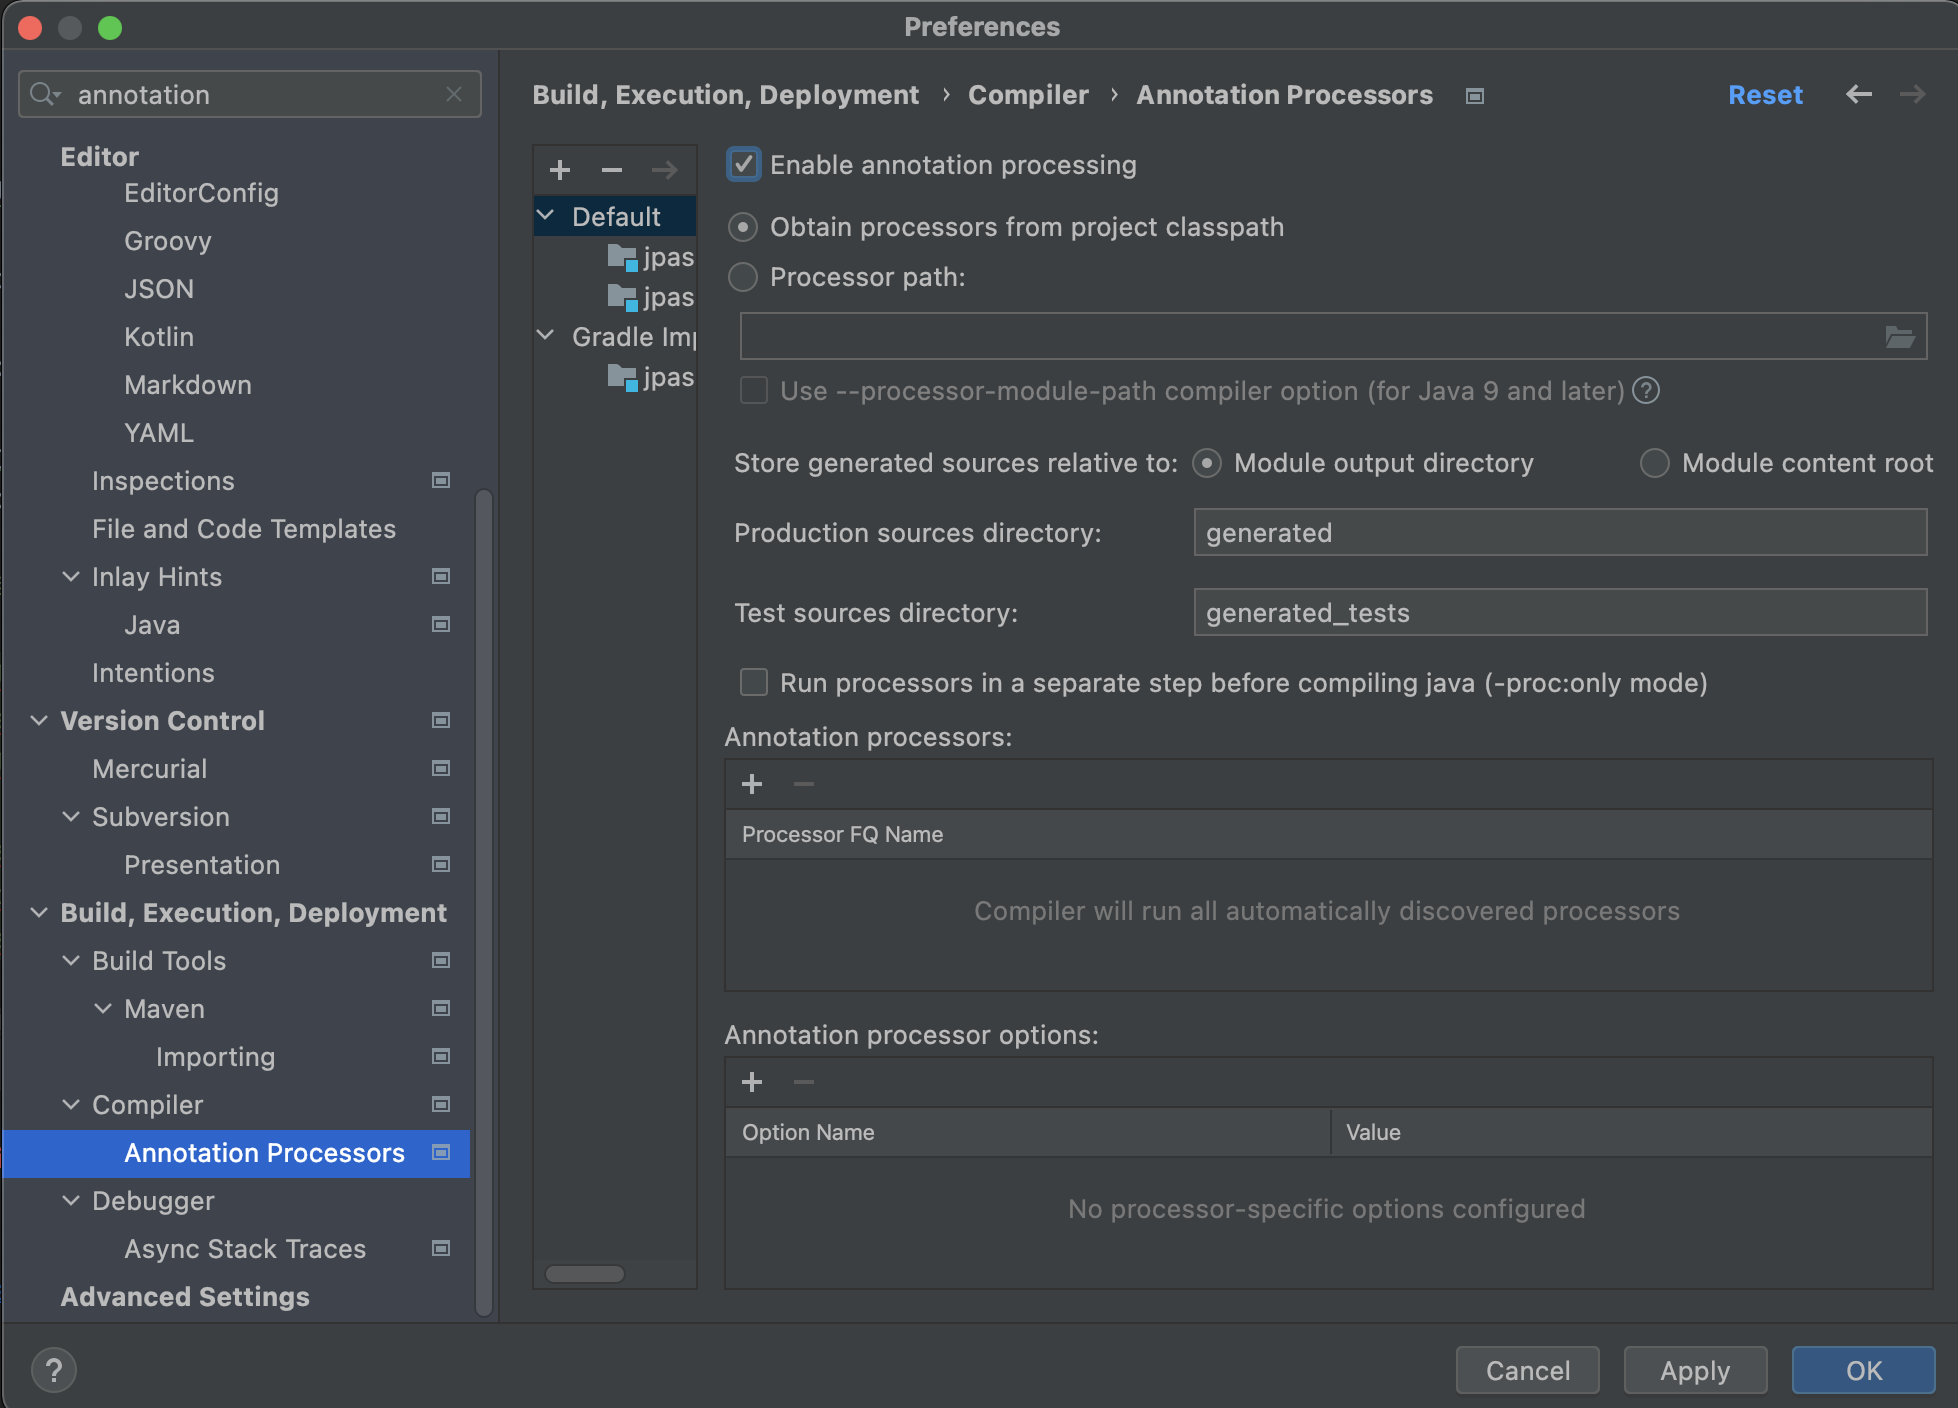 Preferences
annotation
Editor
EditorConfig
Groovy
JSON
Kotlin
Markdown
YAML
Inspections
File and Code Templates
Inlay Hints
Java
Intentions
Version Control
Mercurial
Subversion
Presentation
Build, Execution, Deployment
Build Tools
Maven
Importing
Compiler
Annotation Processors
Debugger
Async Stack Traces
Advanced Settings
Build, Execution, Deployment › Compiler › Annotation Processors
Reset
Default
jpas
jpas
Gradle Imp
jpas
Enable annotation processing
Obtain processors from project classpath
Processor path:
Use --processor-module-path compiler option (for Java 9 and later) ?
Store generated sources relative to: Module output directory Module content root
Production sources directory: generated
Test sources directory: generated_tests
Run processors in a separate step before compiling java (-proc:only mode)
Annotation processors:
Processor FQ Name
Compiler will run all automatically discovered processors
Annotation processor options:
Option Name Value
No processor-specific options configured
? Cancel Apply OK